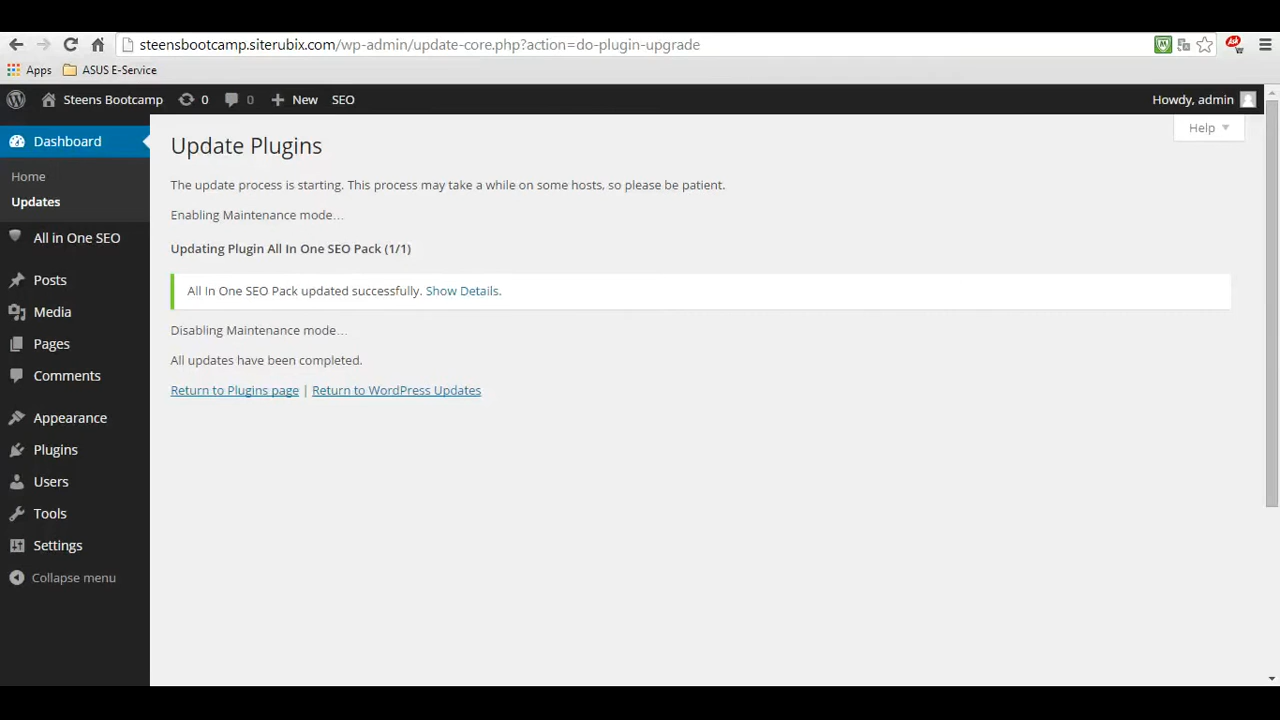 steensbootcamp.siterubix.com/wp-admin/update-core.php?action=do-plugin-upgrade
Apps ASUS E-Service
Steens Bootcamp 0 0 New SEO Howdy, admin
Help
Dashboard
Home
Updates
All in One SEO
Posts
Media
Pages
Comments
Appearance
Plugins
Users
Tools
Settings
Collapse menu
Update Plugins
The update process is starting. This process may take a while on some hosts, so please be patient.
Enabling Maintenance mode…
Updating Plugin All In One SEO Pack (1/1)
All In One SEO Pack updated successfully. Show Details.
Disabling Maintenance mode…
All updates have been completed.
Return to Plugins page | Return to WordPress Updates